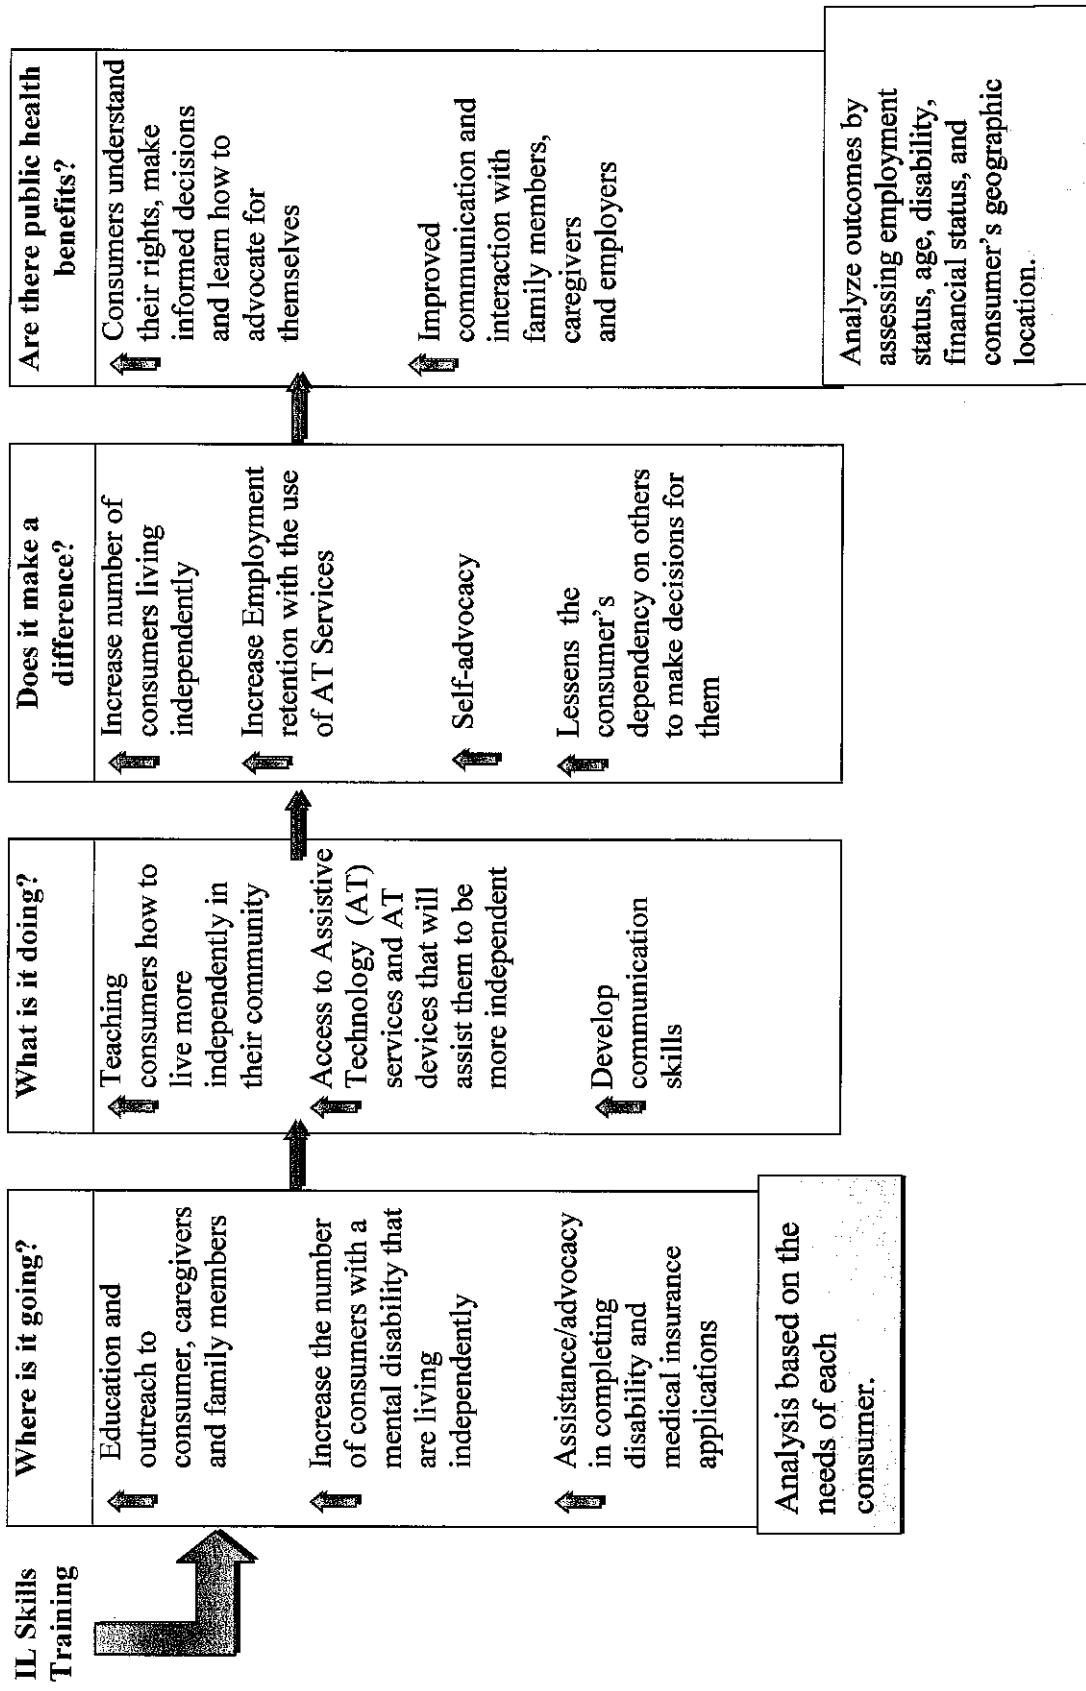 IL Skills
Training
Where is it going?
Education and
outreach to
consumer, caregivers
and family members
Increase the number
of consumers with a
mental disability that
are living
independently
Assistance/advocacy
in completing
disability and
medical insurance
applications
Analysis based on the
needs of each
consumer.
What is it doing?
Teaching
consumers how to
live more
independently in
their community
Access to Assistive
Technology (AT)
services and AT
devices that will
assist them to be
more independent
Develop
communication
skills
Does it make a
difference?
Increase number of
consumers living
independently
Increase Employment
retention with the use
of AT Services
Self-advocacy
Lessens the
consumer's
dependency on others
to make decisions for
them
Are there public health
benefits?
Consumers understand
their rights, make
informed decisions
and learn how to
advocate for
themselves
Improved
communication and
interaction with
family members,
caregivers
and employers
Analyze outcomes by
assessing employment
status, age, disability,
financial status, and
consumer's geographic
location.